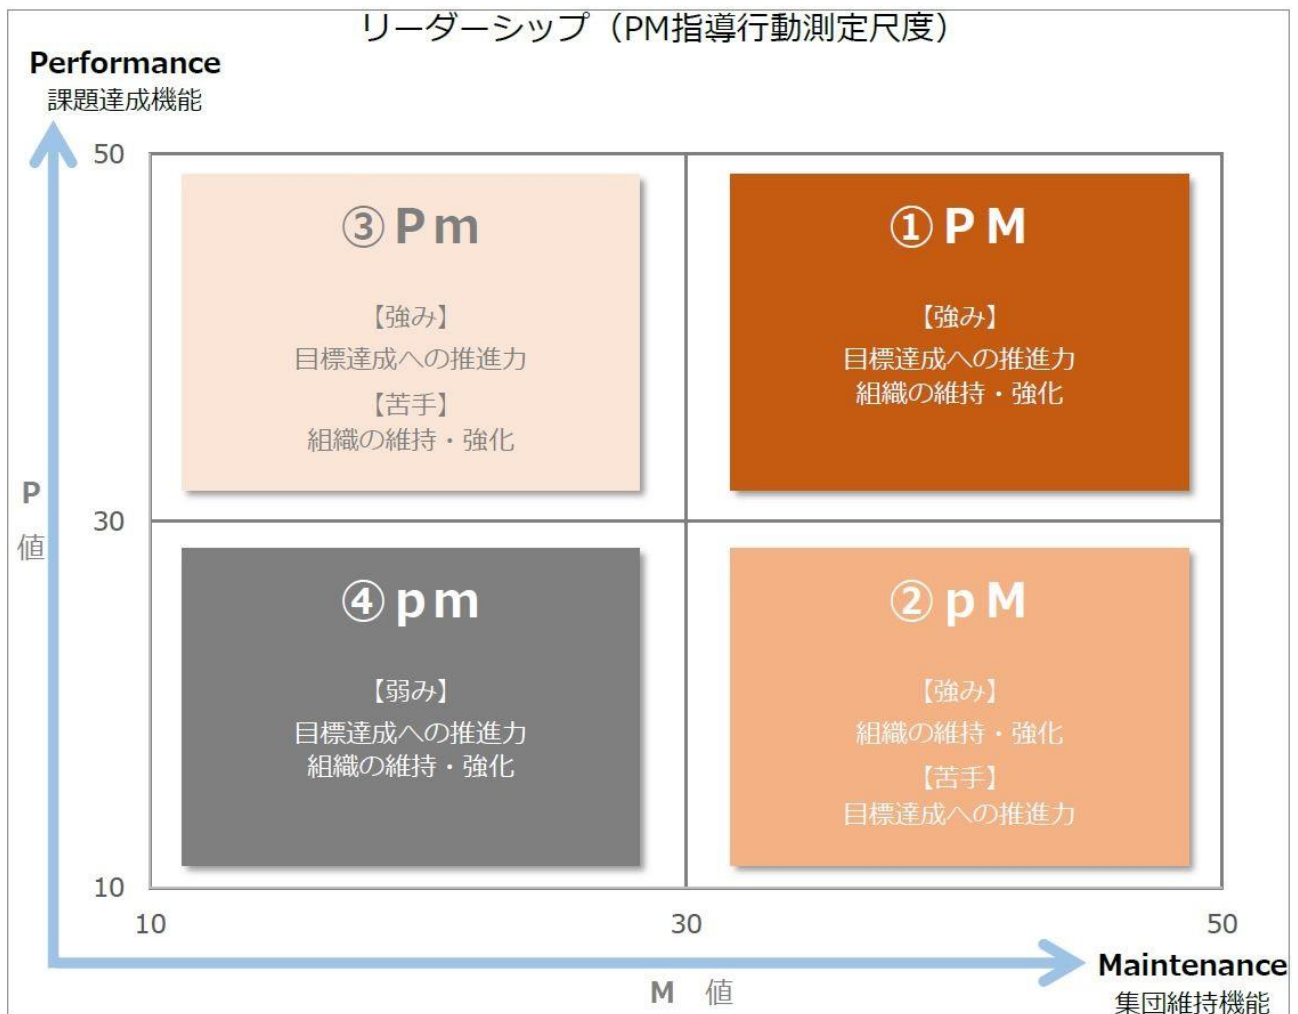 リーダーシップ（PM指導行動測定尺度）
Performance
課題達成機能
50
③Pm
【強み】
目標達成への推進力
【苦手】
組織の維持・強化
①PM
【強み】
目標達成への推進力
組織の維持・強化
P
値
30
④pm
【弱み】
目標達成への推進力
組織の維持・強化
②pM
【強み】
組織の維持・強化
【苦手】
目標達成への推進力
10
10
30
50
M 値
Maintenance
集団維持機能